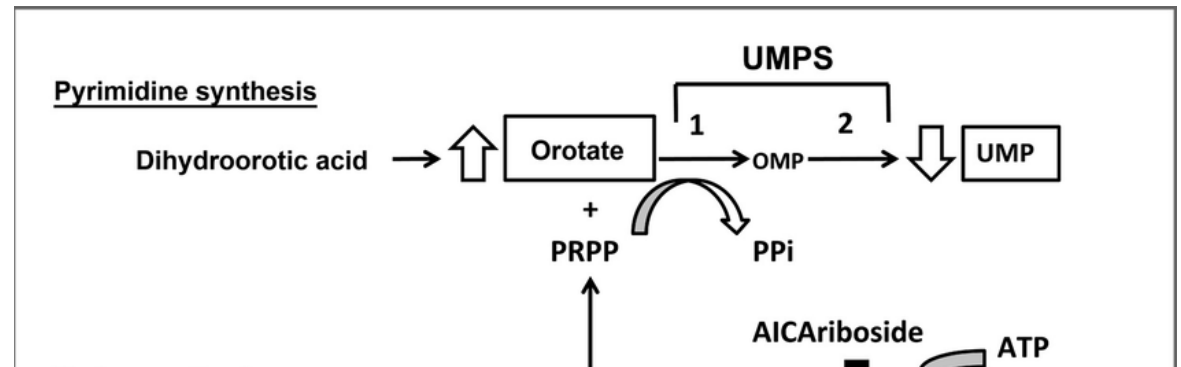 UMPS
Pyrimidine synthesis
1 2
Dihydroorotic acid Orotate OMP UMP
+
PRPP PPi
AICAriboside
ATP